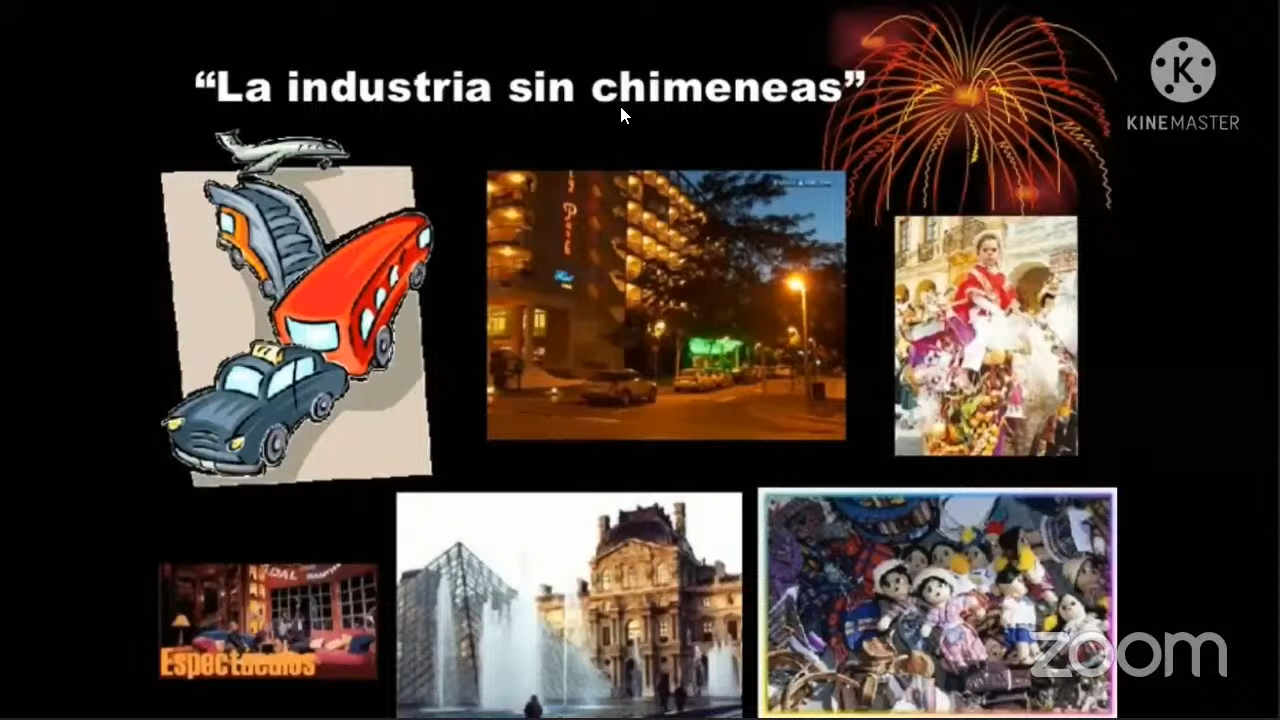 “La industria sin chimeneas”
KINEMASTER
Espectáculos
zoom